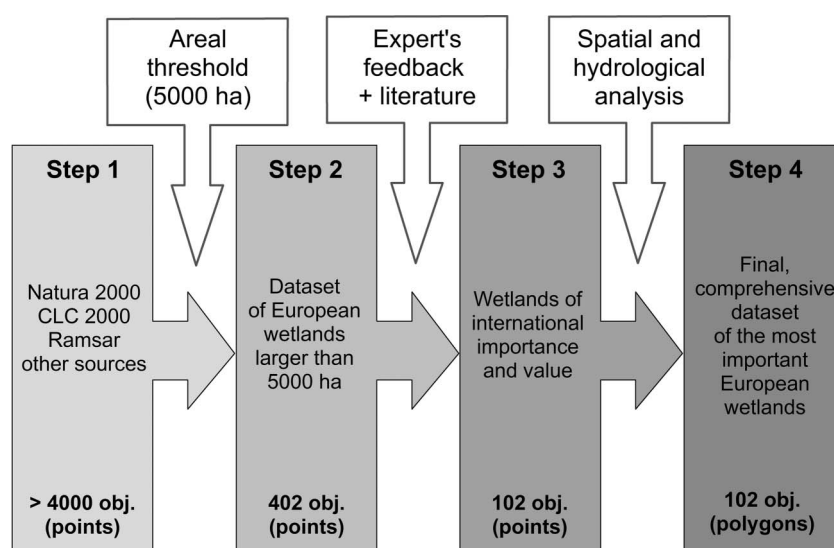 Areal
threshold
(5000 ha)
Expert's
feedback
+ literature
Spatial and
hydrological
analysis
Step 1
Natura 2000
CLC 2000
Ramsar
other sources
> 4000 obj.
(points)
Step 2
Dataset
of European
wetlands
larger than
5000 ha
402 obj.
(points)
Step 3
Wetlands of
international
importance
and value
102 obj.
(points)
Step 4
Final,
comprehensive
dataset
of the most
important
European
wetlands
102 obj.
(polygons)